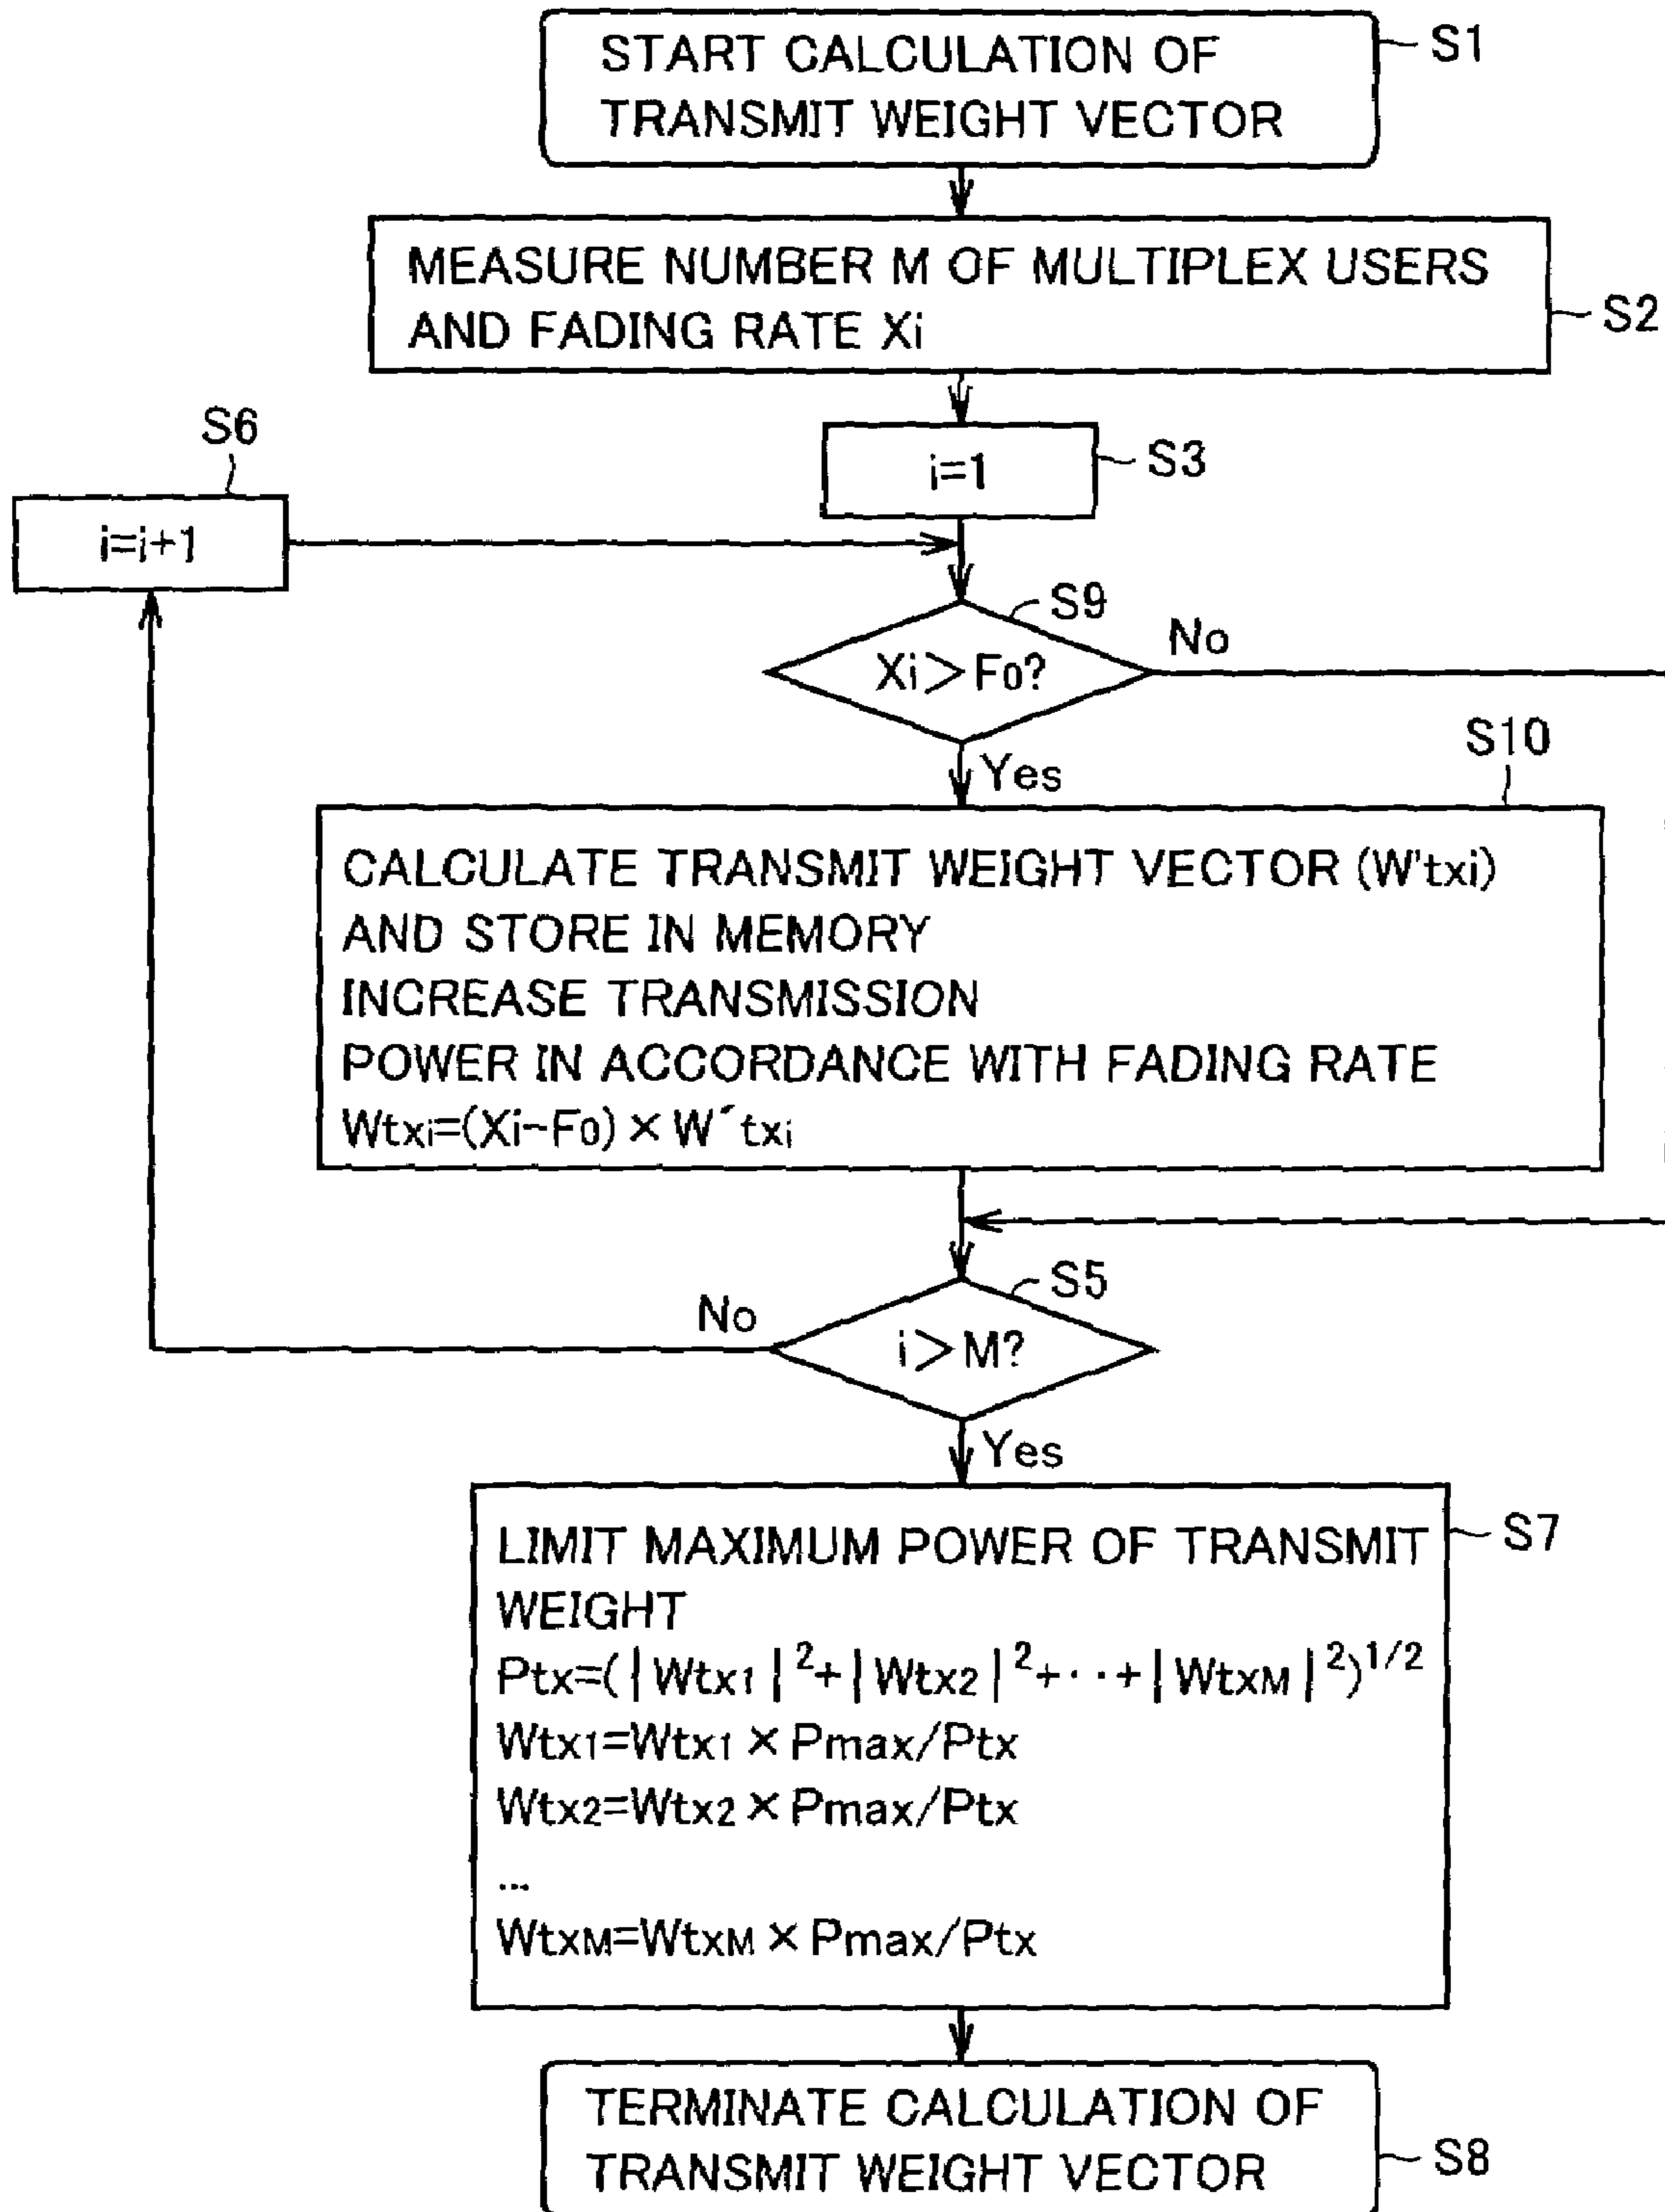 START CALCULATION OF
TRANSMIT WEIGHT VECTOR
S1
MEASURE NUMBER M OF MULTIPLEX USERS
AND FADING RATE Xi
S2
S6
i=1
S3
i=i+1
S9
Xi>F0?
No
Yes
S10
CALCULATE TRANSMIT WEIGHT VECTOR (W'txi)
AND STORE IN MEMORY
INCREASE TRANSMISSION
POWER IN ACCORDANCE WITH FADING RATE
Wtxi=(Xi-F0)×W´txi
S5
No
i>M?
Yes
LIMIT MAXIMUM POWER OF TRANSMIT
WEIGHT
Ptx=(|Wtx1|²+|Wtx2|²+··+|WtxM|²)^1/2
Wtx1=Wtx1×Pmax/Ptx
Wtx2=Wtx2×Pmax/Ptx
...
WtxM=WtxM×Pmax/Ptx
S7
TERMINATE CALCULATION OF
TRANSMIT WEIGHT VECTOR
S8